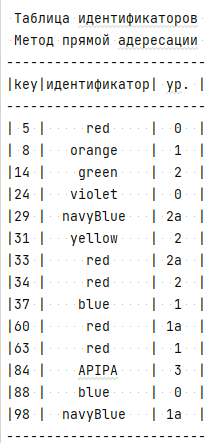 Таблица идентификаторов
Метод прямой адересации
-------------------------
|key|идентификатор| ур. |
-------------------------
| 5 | red | 0 |
| 8 | orange | 1 |
|14 | green | 2 |
|24 | violet | 0 |
|29 | navyBlue | 2a |
|31 | yellow | 2 |
|33 | red | 2a |
|34 | red | 2 |
|37 | blue | 1 |
|60 | red | 1a |
|63 | red | 1 |
|84 | APIPA | 3 |
|88 | blue | 0 |
|98 | navyBlue | 1a |
-------------------------